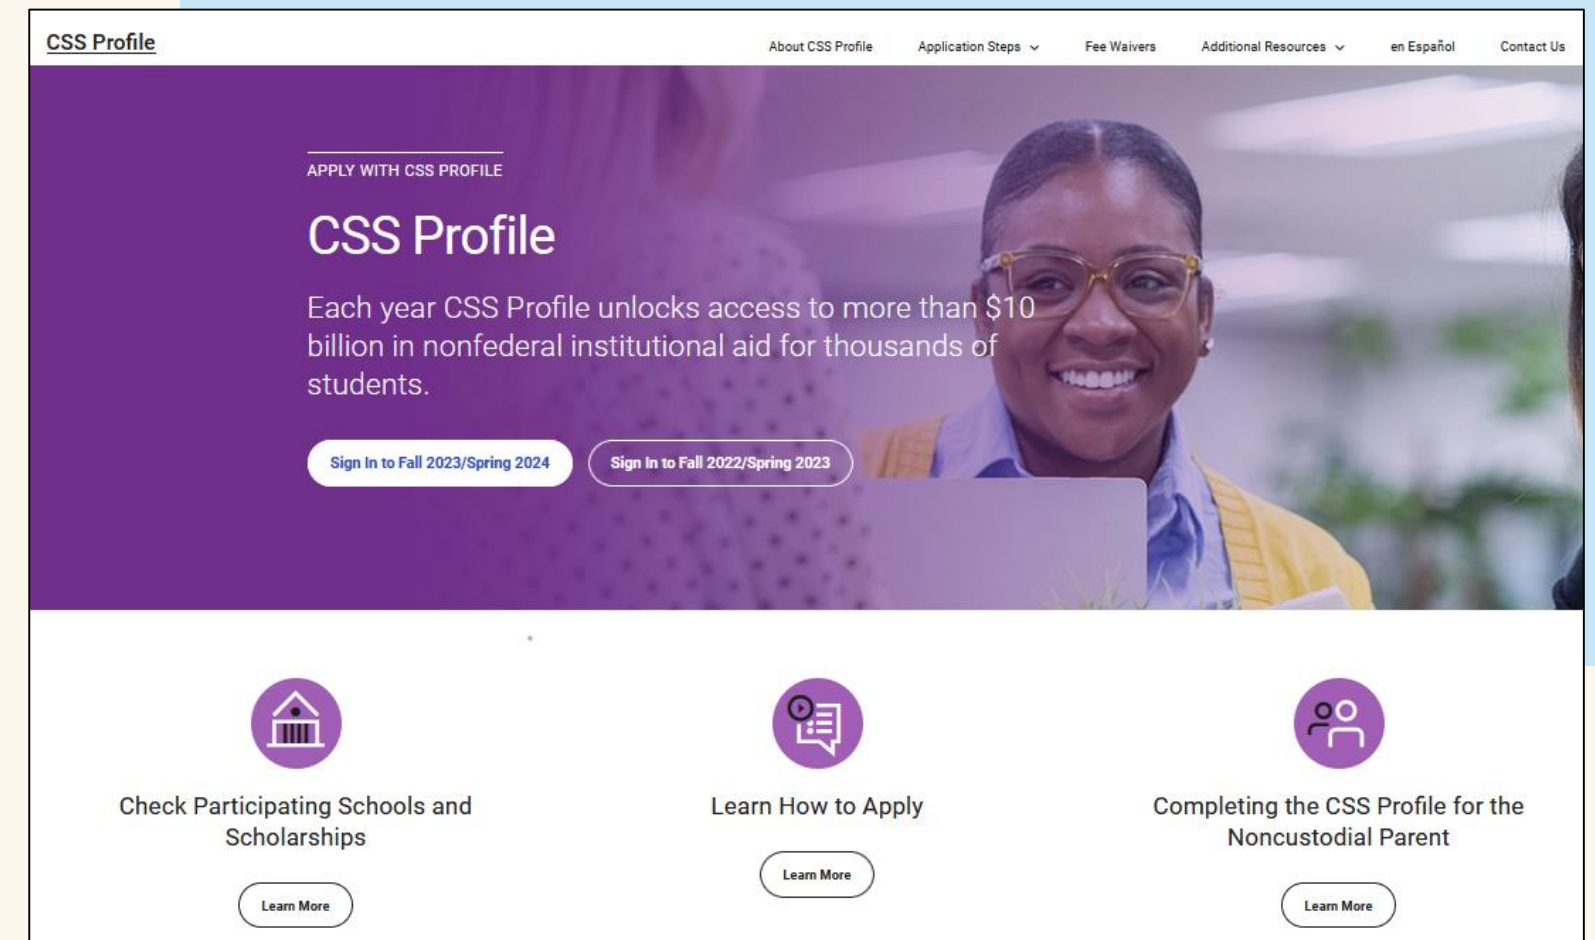 CSS Profile
About CSS Profile
Application Steps
Fee Waivers
Additional Resources
en Español
Contact Us
APPLY WITH CSS PROFILE
CSS Profile
Each year CSS Profile unlocks access to more than $10
billion in nonfederal institutional aid for thousands of
students.
Sign In to Fall 2023/Spring 2024
Sign In to Fall 2022/Spring 2023
Check Participating Schools and
Scholarships
Learn More
Learn How to Apply
Learn More
Completing the CSS Profile for the
Noncustodial Parent
Learn More